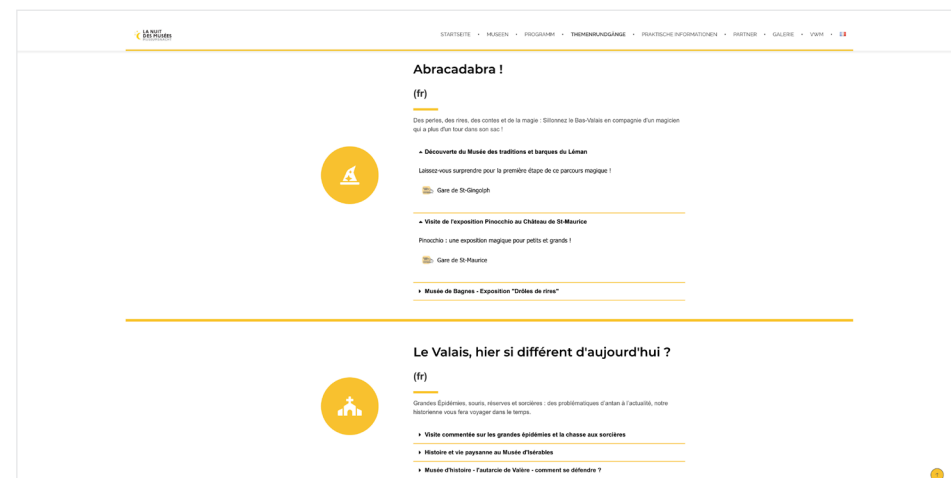 LA NUIT
DES MUSÉES
STARTSEITE • MUSEEN • PROGRAMM • THEMENRUNDGÄNGE • PRAKTISCHE INFORMATIONEN • PARTNER • GALERIE • VWM •
Abracadabra !
(fr)
Des perles, des rires, des contes et de la magie : Sillonnez le Bas-Valais en compagnie d'un magicien
qui a plus d'un tour dans son sac !
Découverte du Musée des traditions et barques du Léman
Laissez-vous surprendre pour la première étape de ce parcours magique !
Gare de St-Gingolph
Visite de l'exposition Pinocchio au Château de St-Maurice
Pinocchio : une exposition magique pour petits et grands !
Gare de St-Maurice
Musée de Bagnes - Exposition "Drôles de rires"
Le Valais, hier si différent d'aujourd'hui ?
(fr)
Grandes Épidémies, souris, réserves et sorcières : des problématiques d'antan à l'actualité, notre
historienne vous fera voyager dans le temps.
Visite commentée sur les grandes épidémies et la chasse aux sorcières
Histoire et vie paysanne au Musée d'Isérables
Musée d'histoire - l'autarcie de Valère - comment se défendre ?